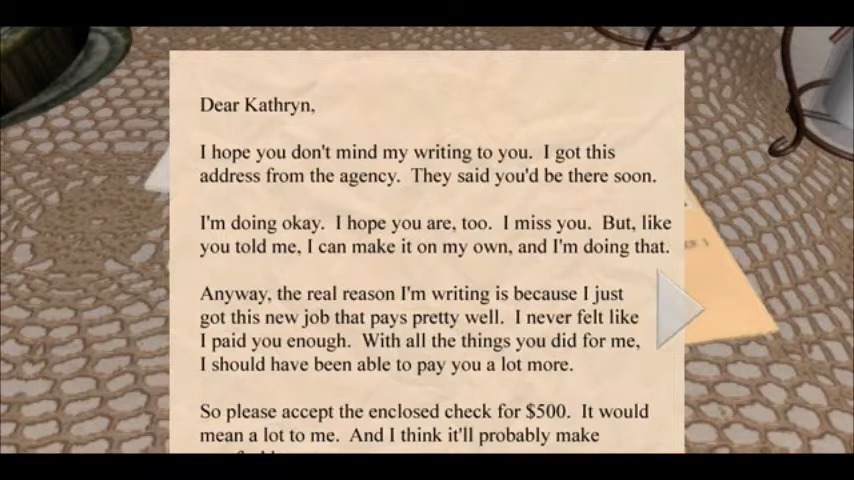 Dear Kathryn,
I hope you don't mind my writing to you. I got this
address from the agency. They said you'd be there soon.
I'm doing okay. I hope you are, too. I miss you. But, like
you told me, I can make it on my own, and I'm doing that.
Anyway, the real reason I'm writing is because I just
got this new job that pays pretty well. I never felt like
I paid you enough. With all the things you did for me,
I should have been able to pay you a lot more.
So please accept the enclosed check for $500. It would
mean a lot to me. And I think it'll probably make